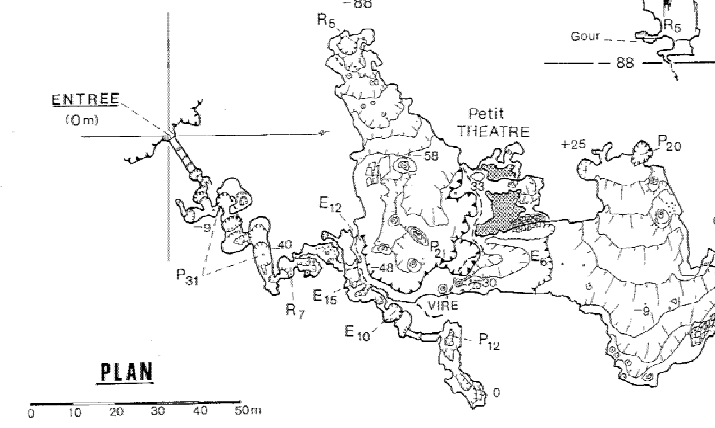 -88
R5
R5
Gour
88
ENTRÉE
(0m)
Petit
THEATRE
+25
P20
58
33
E12
-9
40
P31
P21
-48
E6
30
E15
R7
VIRE
-9
E10
P12
0
PLAN
0 10 20 30 40 50m